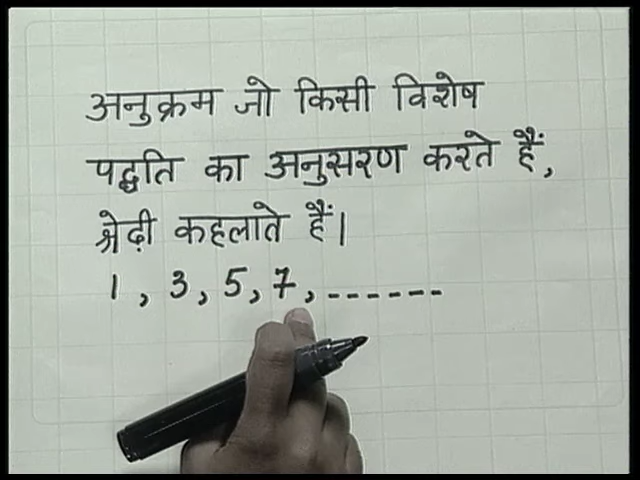 अनुक्रम जो किसी विशेष
पद्धति का अनुसरण करते हैं,
श्रेढ़ी कहलाते हैं।
1, 3, 5, 7, ------